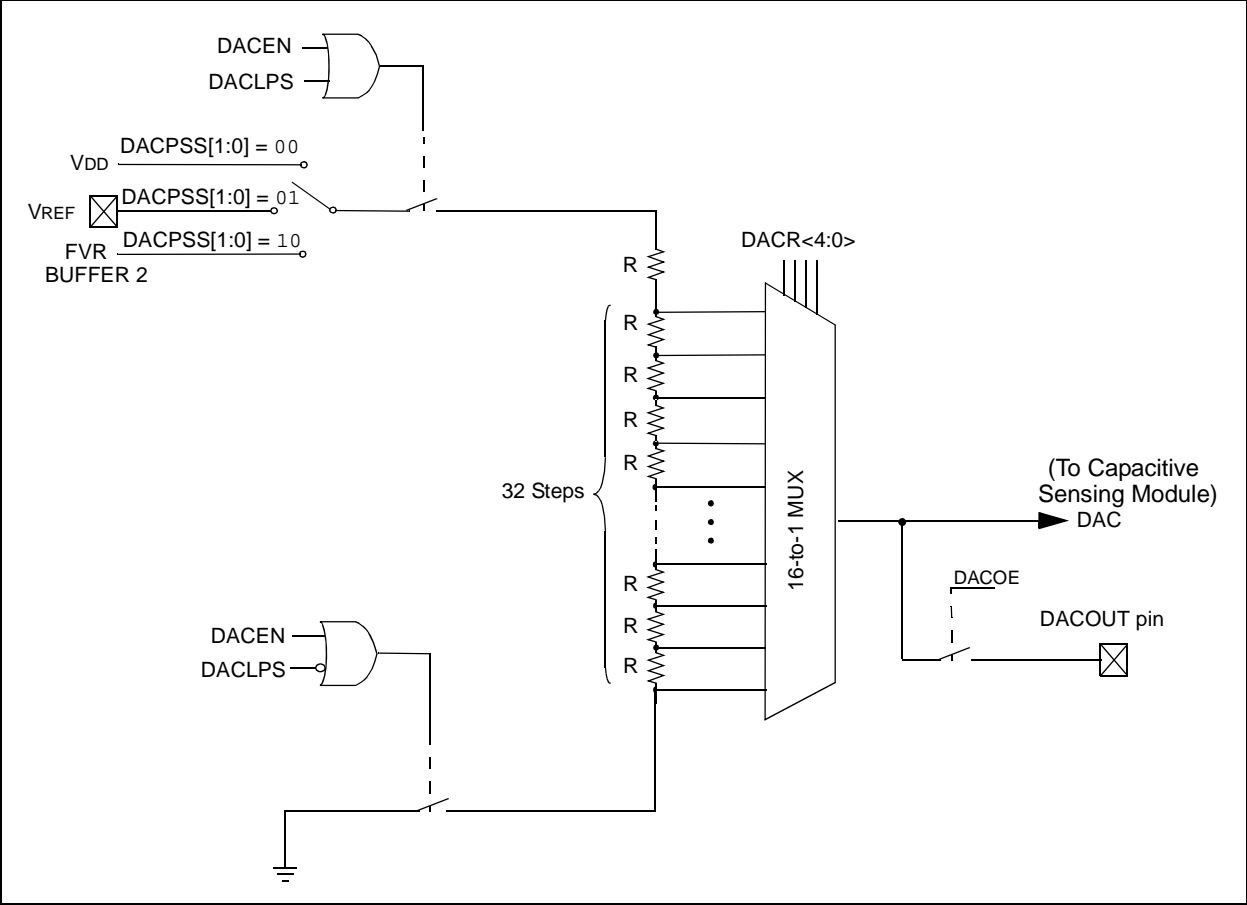 DACEN
DACLPS
VDD
DACPSS[1:0] = 00
VREF
DACPSS[1:0] = 01
FVR
BUFFER 2
DACPSS[1:0] = 10
R
DACR<4:0>
R
R
R
R
32 Steps
16-to-1 MUX
(To Capacitive
Sensing Module)
DAC
R
R
R
DACOE
DACOUT pin
DACEN
DACLPS